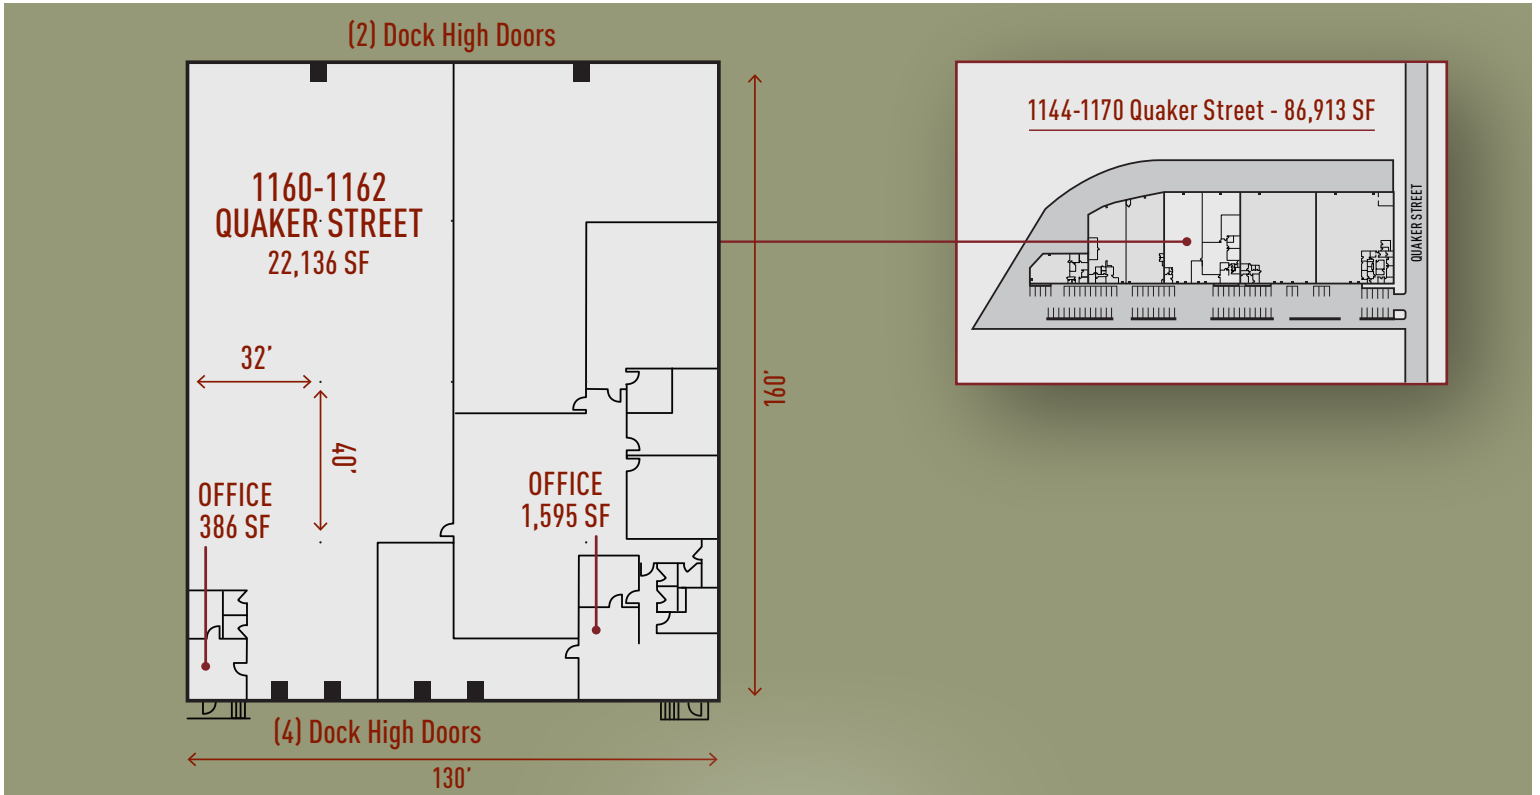 (2) Dock High Doors
1160-1162
QUAKER STREET
22,136 SF
32'
40'
OFFICE
386 SF
OFFICE
1,595 SF
160'
(4) Dock High Doors
130'
1144-1170 Quaker Street - 86,913 SF
QUAKER STREET